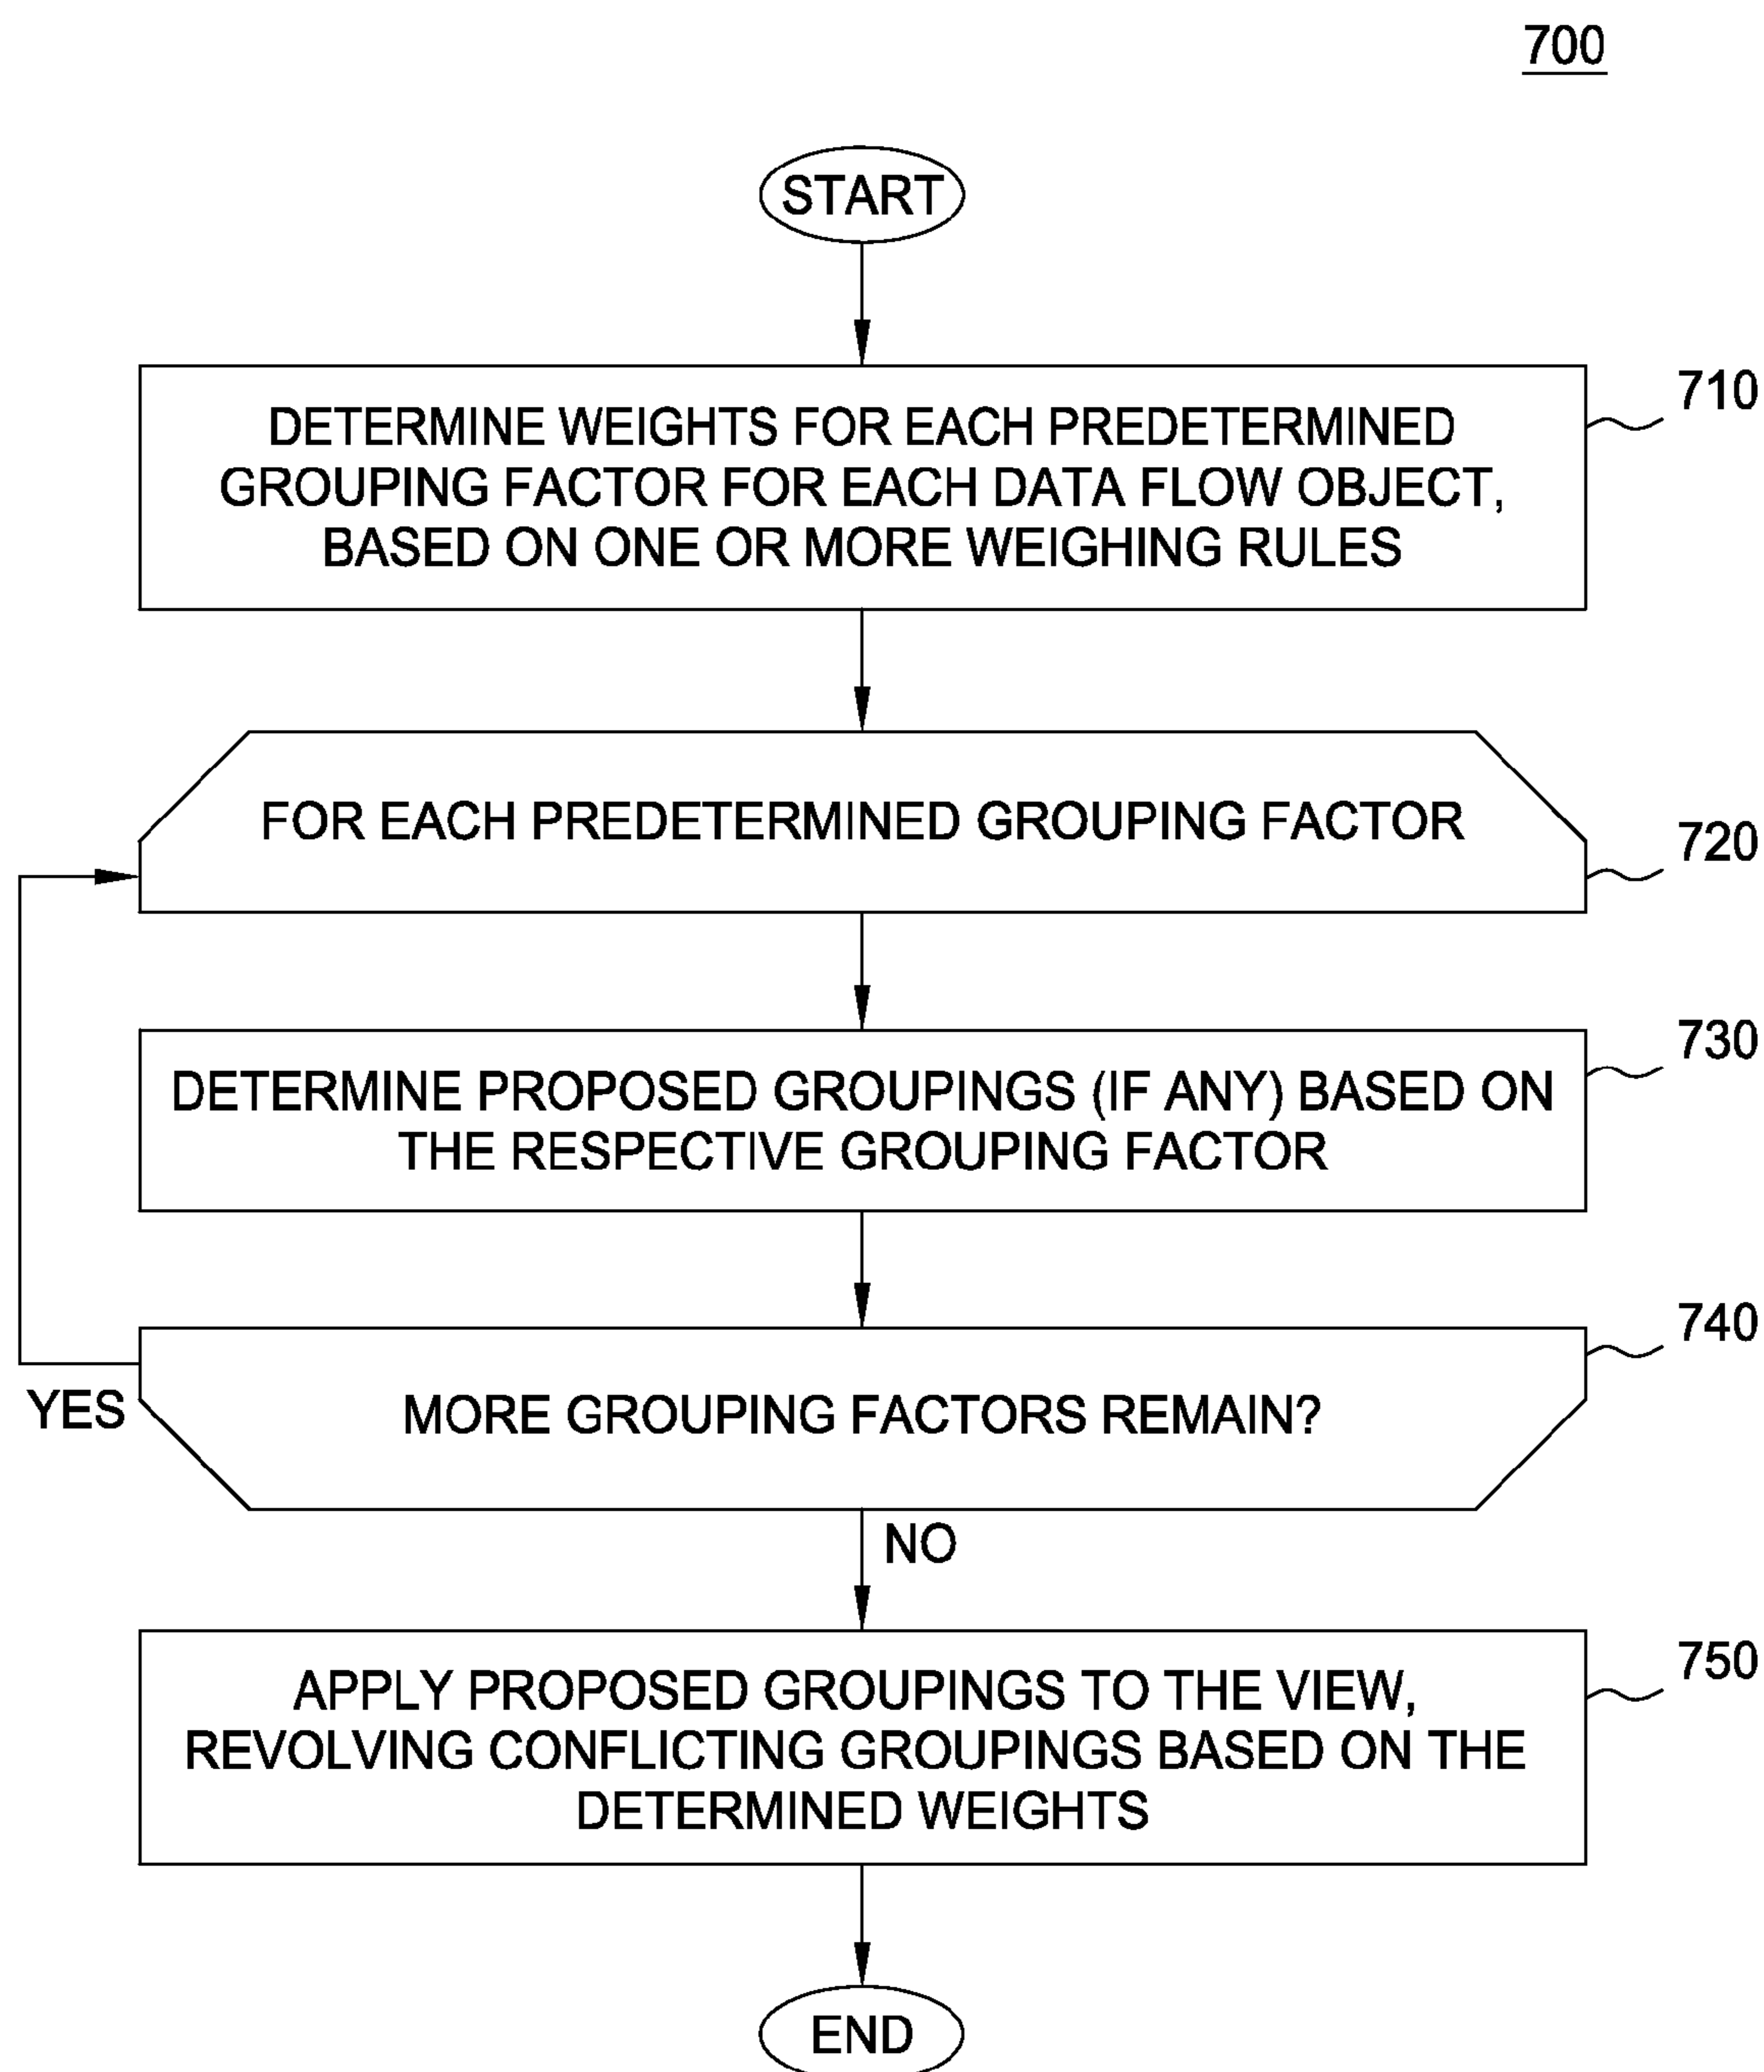 700
START
710
DETERMINE WEIGHTS FOR EACH PREDETERMINED
GROUPING FACTOR FOR EACH DATA FLOW OBJECT,
BASED ON ONE OR MORE WEIGHING RULES
FOR EACH PREDETERMINED GROUPING FACTOR
720
730
DETERMINE PROPOSED GROUPINGS (IF ANY) BASED ON
THE RESPECTIVE GROUPING FACTOR
740
YES
MORE GROUPING FACTORS REMAIN?
NO
750
APPLY PROPOSED GROUPINGS TO THE VIEW,
REVOLVING CONFLICTING GROUPINGS BASED ON THE
DETERMINED WEIGHTS
END